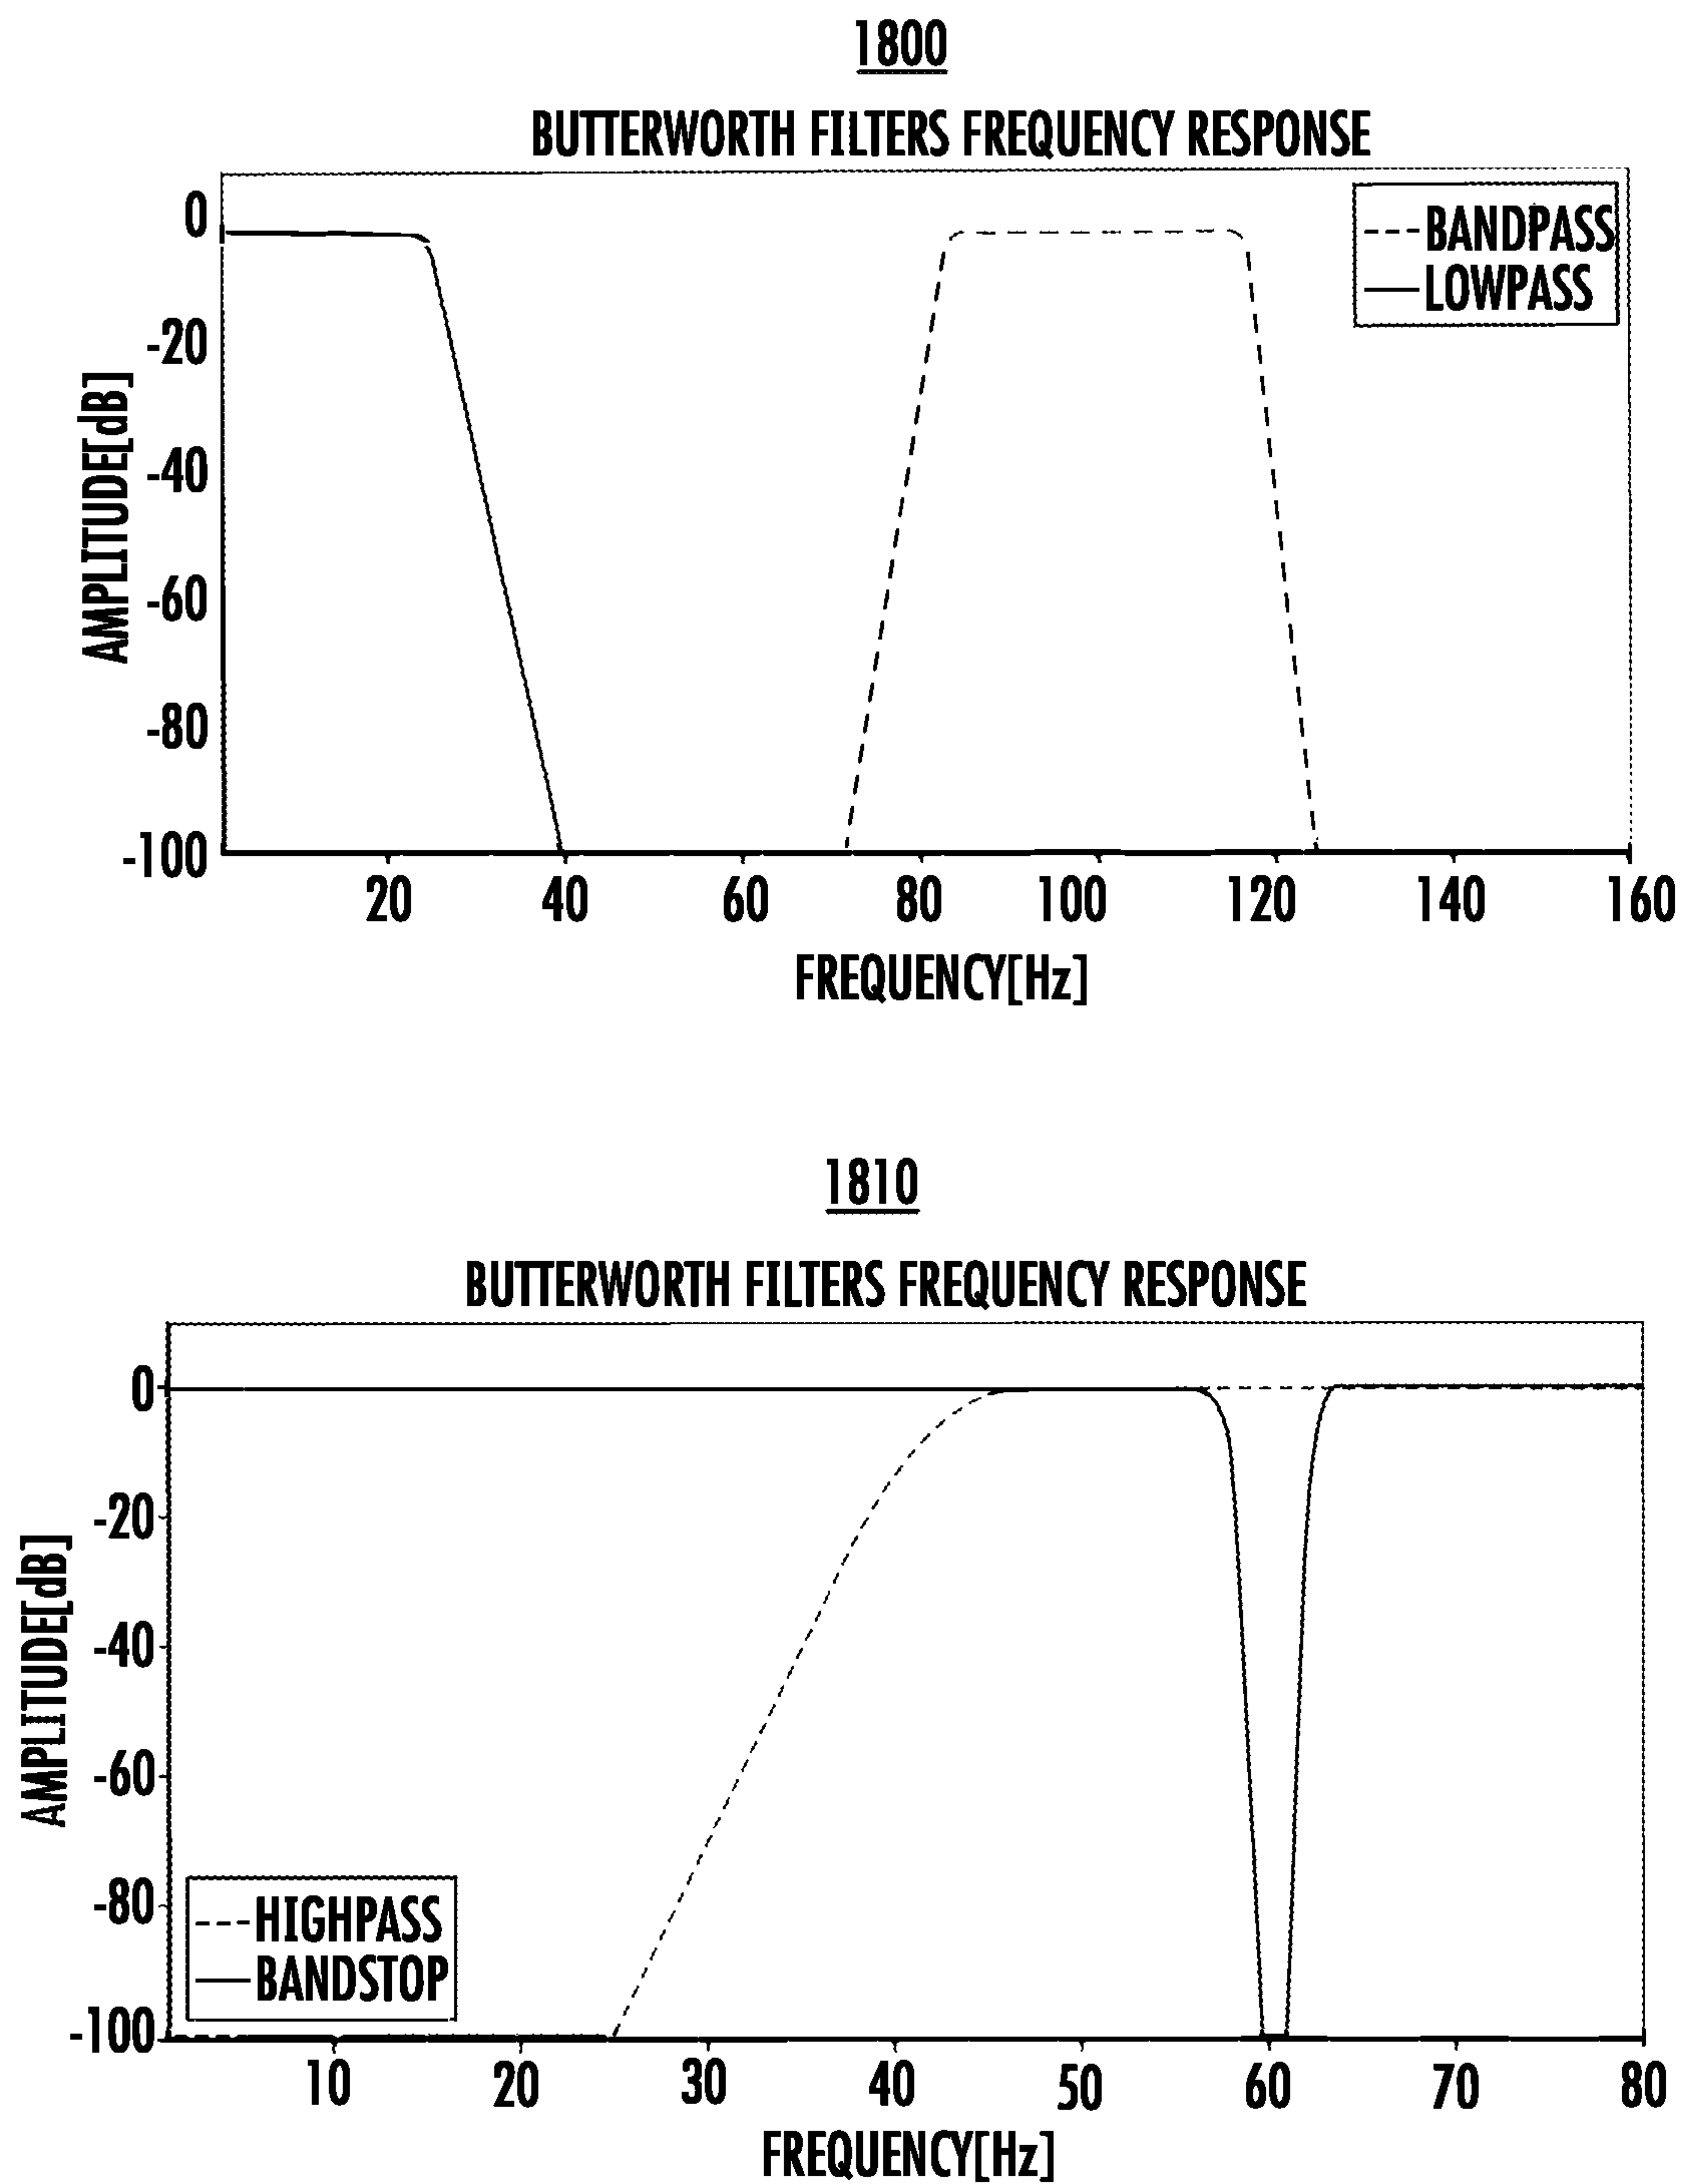 1800
BUTTERWORTH FILTERS FREQUENCY RESPONSE
BANDPASS
LOWPASS
AMPLITUDE[dB]
0
-20
-40
-60
-80
-100
20 40 60 80 100 120 140 160
FREQUENCY[Hz]
1810
BUTTERWORTH FILTERS FREQUENCY RESPONSE
AMPLITUDE[dB]
0
-20
-40
-60
-80
-100
HIGHPASS
BANDSTOP
10 20 30 40 50 60 70 80
FREQUENCY[Hz]